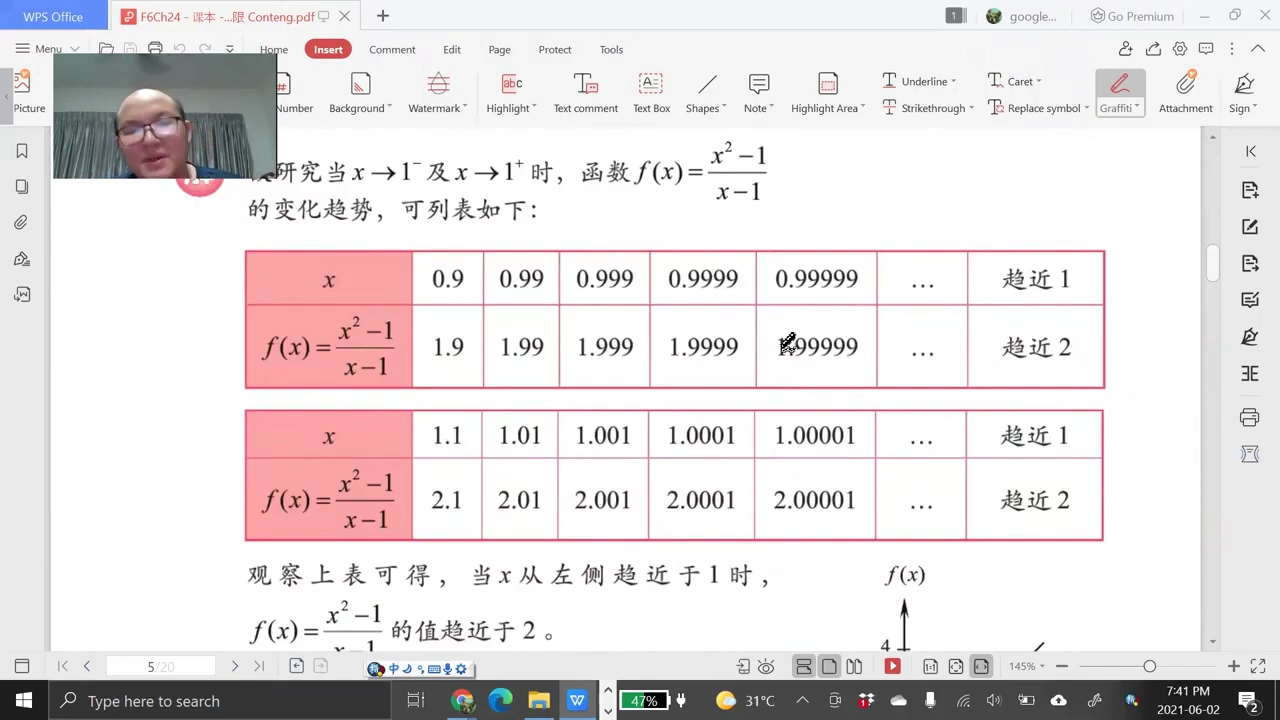 WPS Office
F6Ch24 - 课本 -...限 Conteng.pdf
1
google...
Go Premium
Menu
Home
Insert
Comment
Edit
Page
Protect
Tools
Picture
Number
Background
Watermark
Highlight
Text comment
Text Box
Shapes
Note
Highlight Area
Underline
Strikethrough
Caret
Replace symbol
Graffiti
Attachment
Sign
研究当 x → 1⁻ 及 x → 1⁺ 时，函数 f(x) = (x² − 1)/(x − 1)
的变化趋势，可列表如下：
x 0.9 0.99 0.999 0.9999 0.99999 … 趋近 1
f(x) = (x² − 1)/(x − 1) 1.9 1.99 1.999 1.9999 1.99999 … 趋近 2
x 1.1 1.01 1.001 1.0001 1.00001 … 趋近 1
f(x) = (x² − 1)/(x − 1) 2.1 2.01 2.001 2.0001 2.00001 … 趋近 2
观察上表可得，当 x 从左侧趋近于 1 时，
f(x) = (x² − 1)/(x − 1) 的值趋近于 2 。
f(x)
4
5/20
中
145%
Type here to search
47%
31°C
7:41 PM
2021-06-02
2